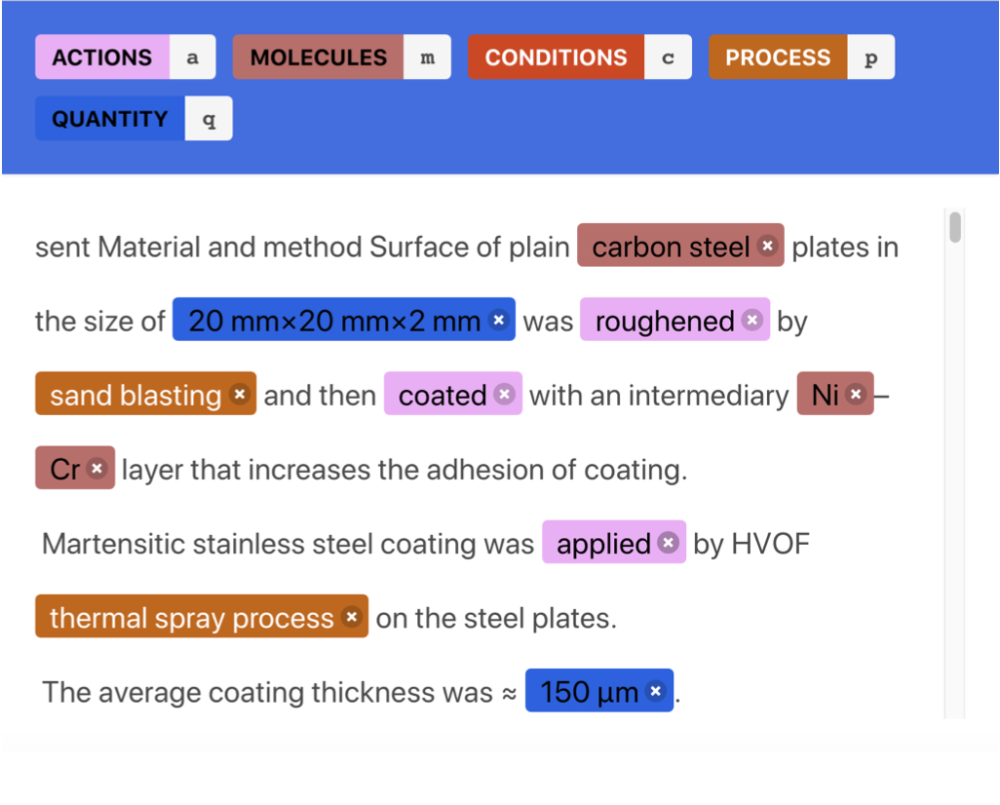 ACTIONS a MOLECULES m CONDITIONS c PROCESS p
QUANTITY q
sent Material and method Surface of plain carbon steel plates in
the size of 20 mm×20 mm×2 mm was roughened by
sand blasting and then coated with an intermediary Ni –
Cr layer that increases the adhesion of coating.
Martensitic stainless steel coating was applied by HVOF
thermal spray process on the steel plates.
The average coating thickness was ≈ 150 μm .